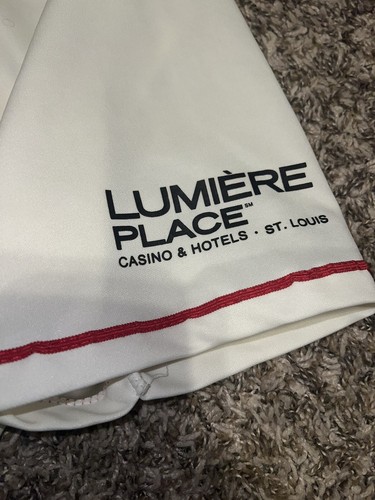 LUMIÈRE
PLACE℠
CASINO & HOTELS · ST. LOUIS